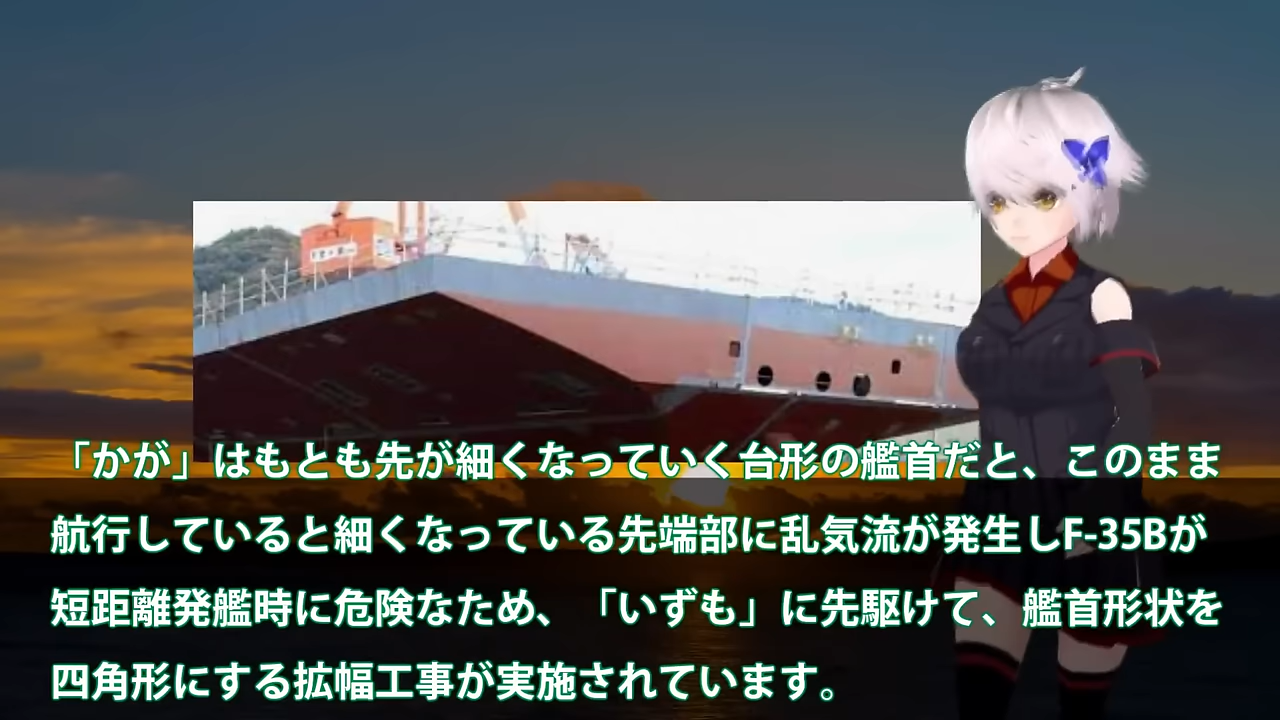 「かが」はもとも先が細くなっていく台形の艦首だと、このまま
航行していると細くなっている先端部に乱気流が発生しF-35Bが
短距離発艦時に危険なため、「いずも」に先駆けて、艦首形状を
四角形にする拡幅工事が実施されています。